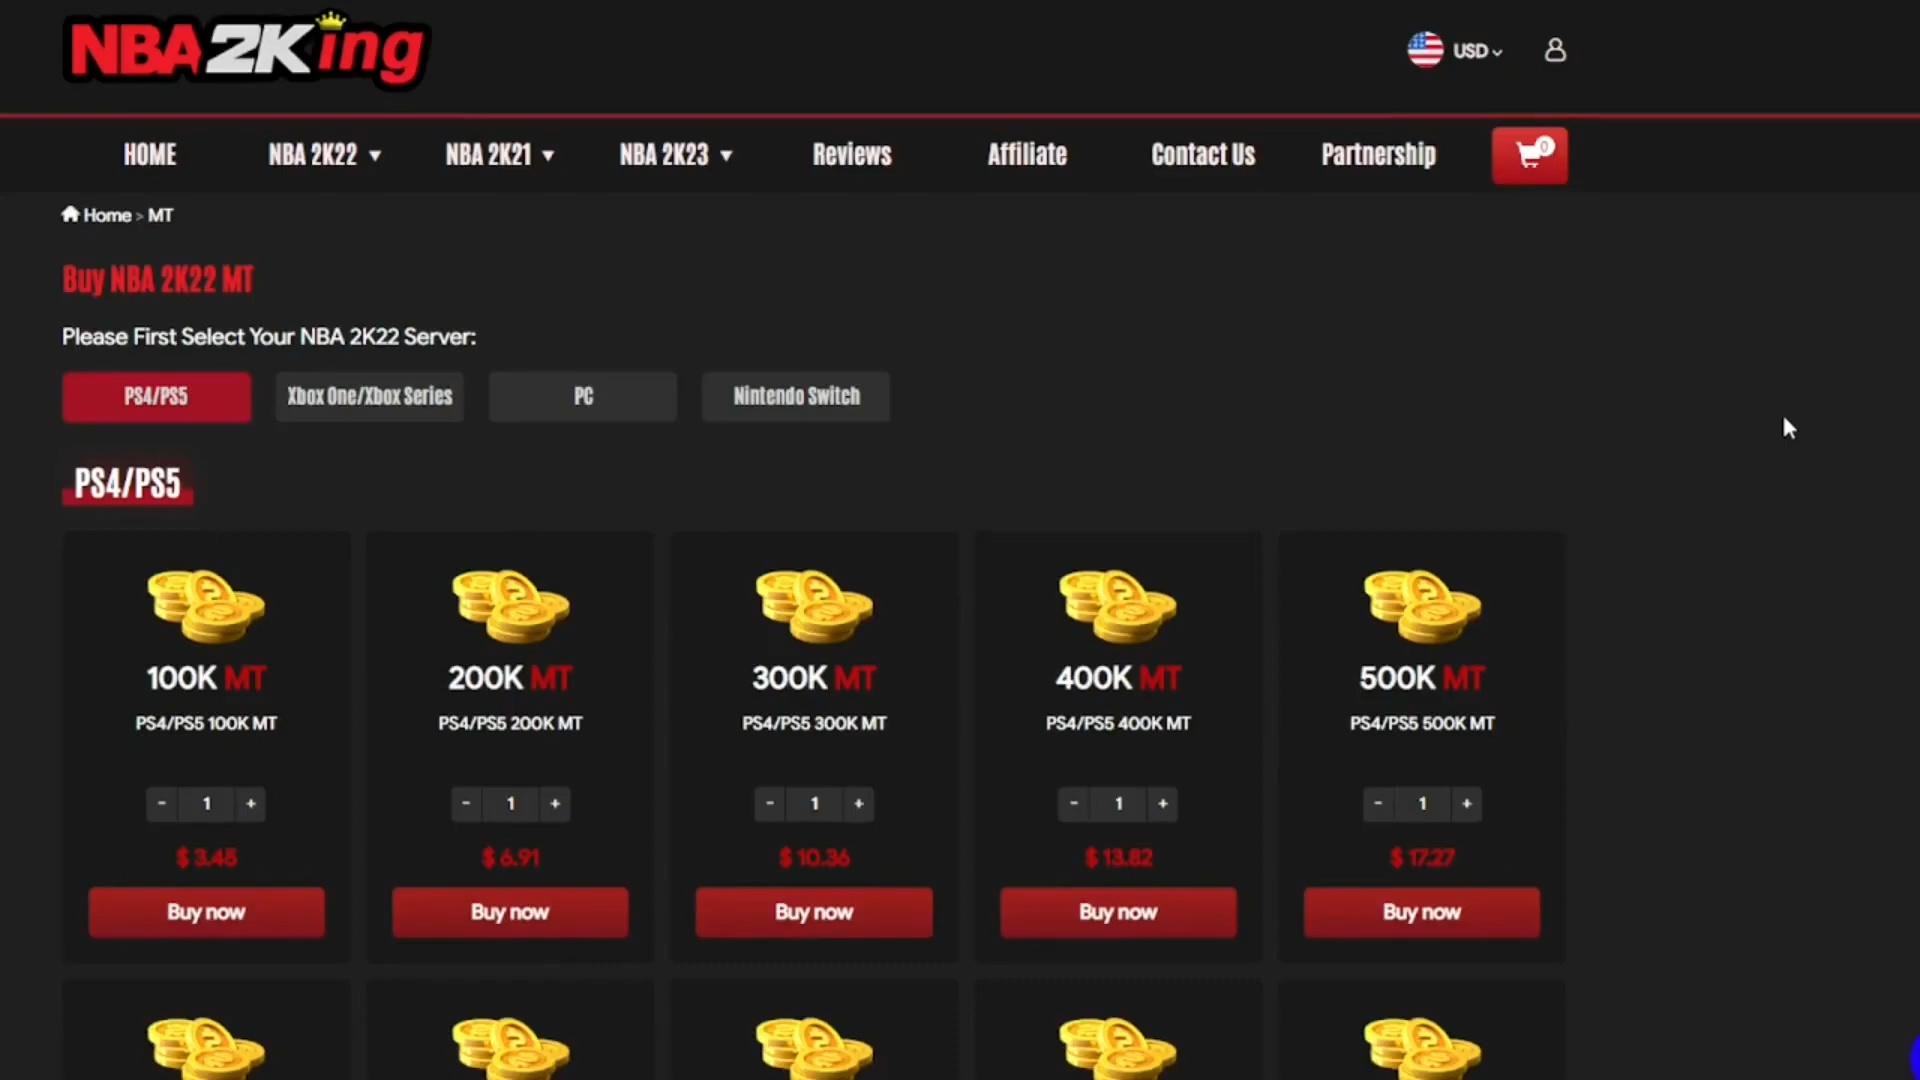 NBA2King
USD
HOME
NBA 2K22
NBA 2K21
NBA 2K23
Reviews
Affiliate
Contact Us
Partnership
0
Home > MT
Buy NBA 2K22 MT
Please First Select Your NBA 2K22 Server:
PS4/PS5
Xbox One/Xbox Series
PC
Nintendo Switch
PS4/PS5
100K MT
200K MT
300K MT
400K MT
500K MT
PS4/PS5 100K MT
PS4/PS5 200K MT
PS4/PS5 300K MT
PS4/PS5 400K MT
PS4/PS5 500K MT
- 1 +
- 1 +
- 1 +
- 1 +
- 1 +
$ 3.45
$ 6.91
$ 10.36
$ 13.82
$ 17.27
Buy now
Buy now
Buy now
Buy now
Buy now